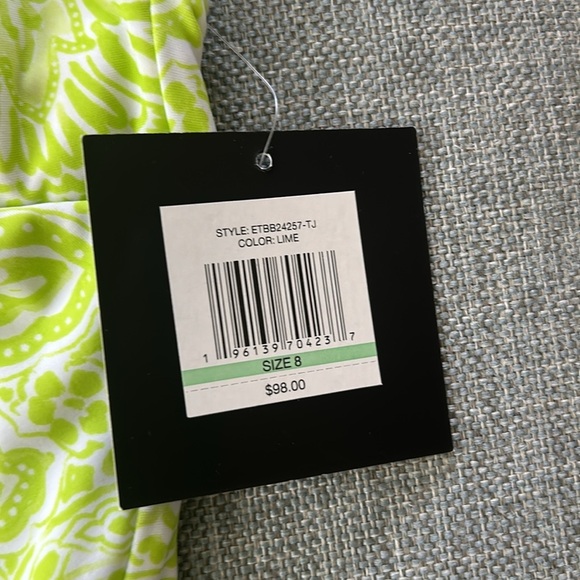 STYLE: ETBB24257-TJ
COLOR: LIME
1 96139 70423 7
SIZE 8
$98.00